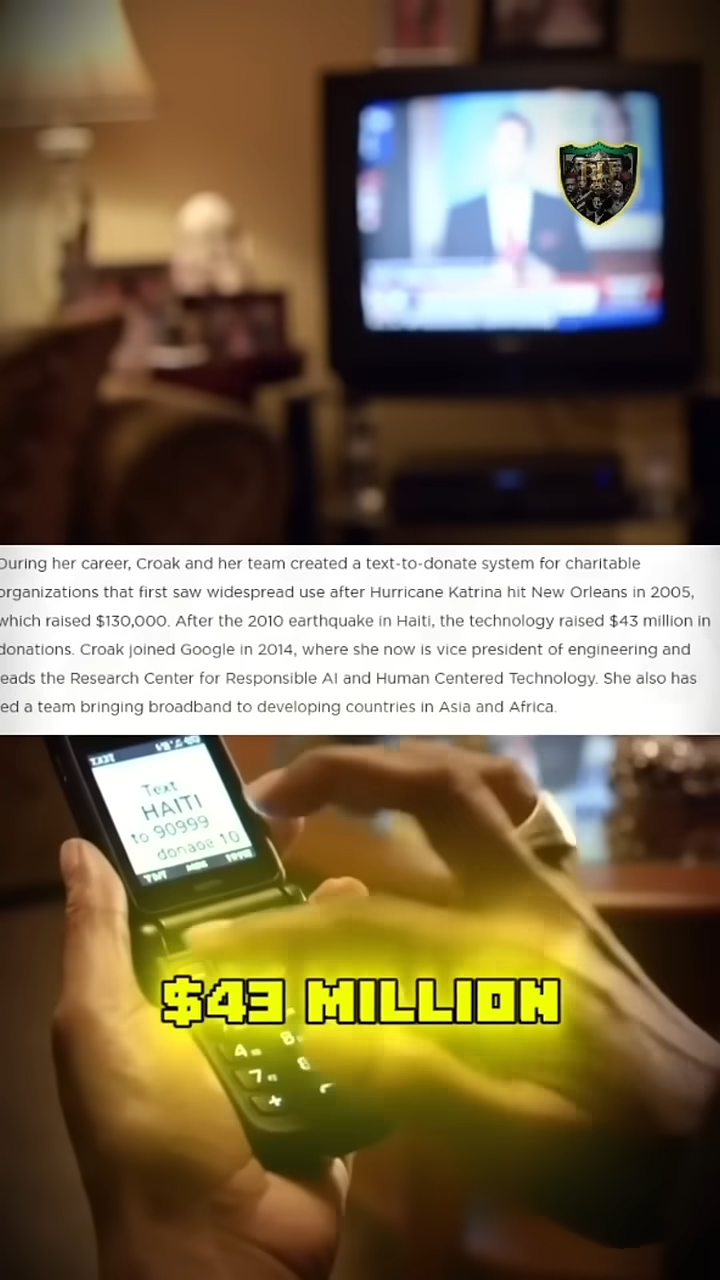 During her career, Croak and her team created a text-to-donate system for charitable
organizations that first saw widespread use after Hurricane Katrina hit New Orleans in 2005,
which raised $130,000. After the 2010 earthquake in Haiti, the technology raised $43 million in
donations. Croak joined Google in 2014, where she now is vice president of engineering and
eads the Research Center for Responsible AI and Human Centered Technology. She also has
ed a team bringing broadband to developing countries in Asia and Africa.
Text
HAITI
to 90999
donaoe 10
$43 MILLION